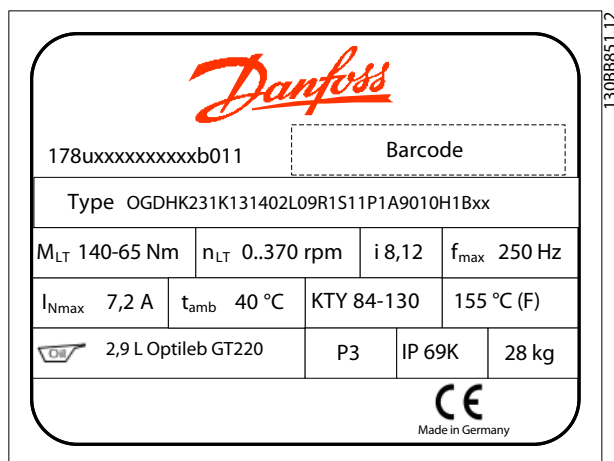 130BB851.12
Danfoss
178uxxxxxxxxxxb011
Barcode
Type OGDHK231K131402L09R1S11P1A9010H1Bxx
MLT 140-65 Nm nLT 0..370 rpm i 8,12 fmax 250 Hz
INmax 7,2 A tamb 40 °C KTY 84-130 155 °C (F)
Oil 2,9 L Optileb GT220 P3 IP 69K 28 kg
CE
Made in Germany